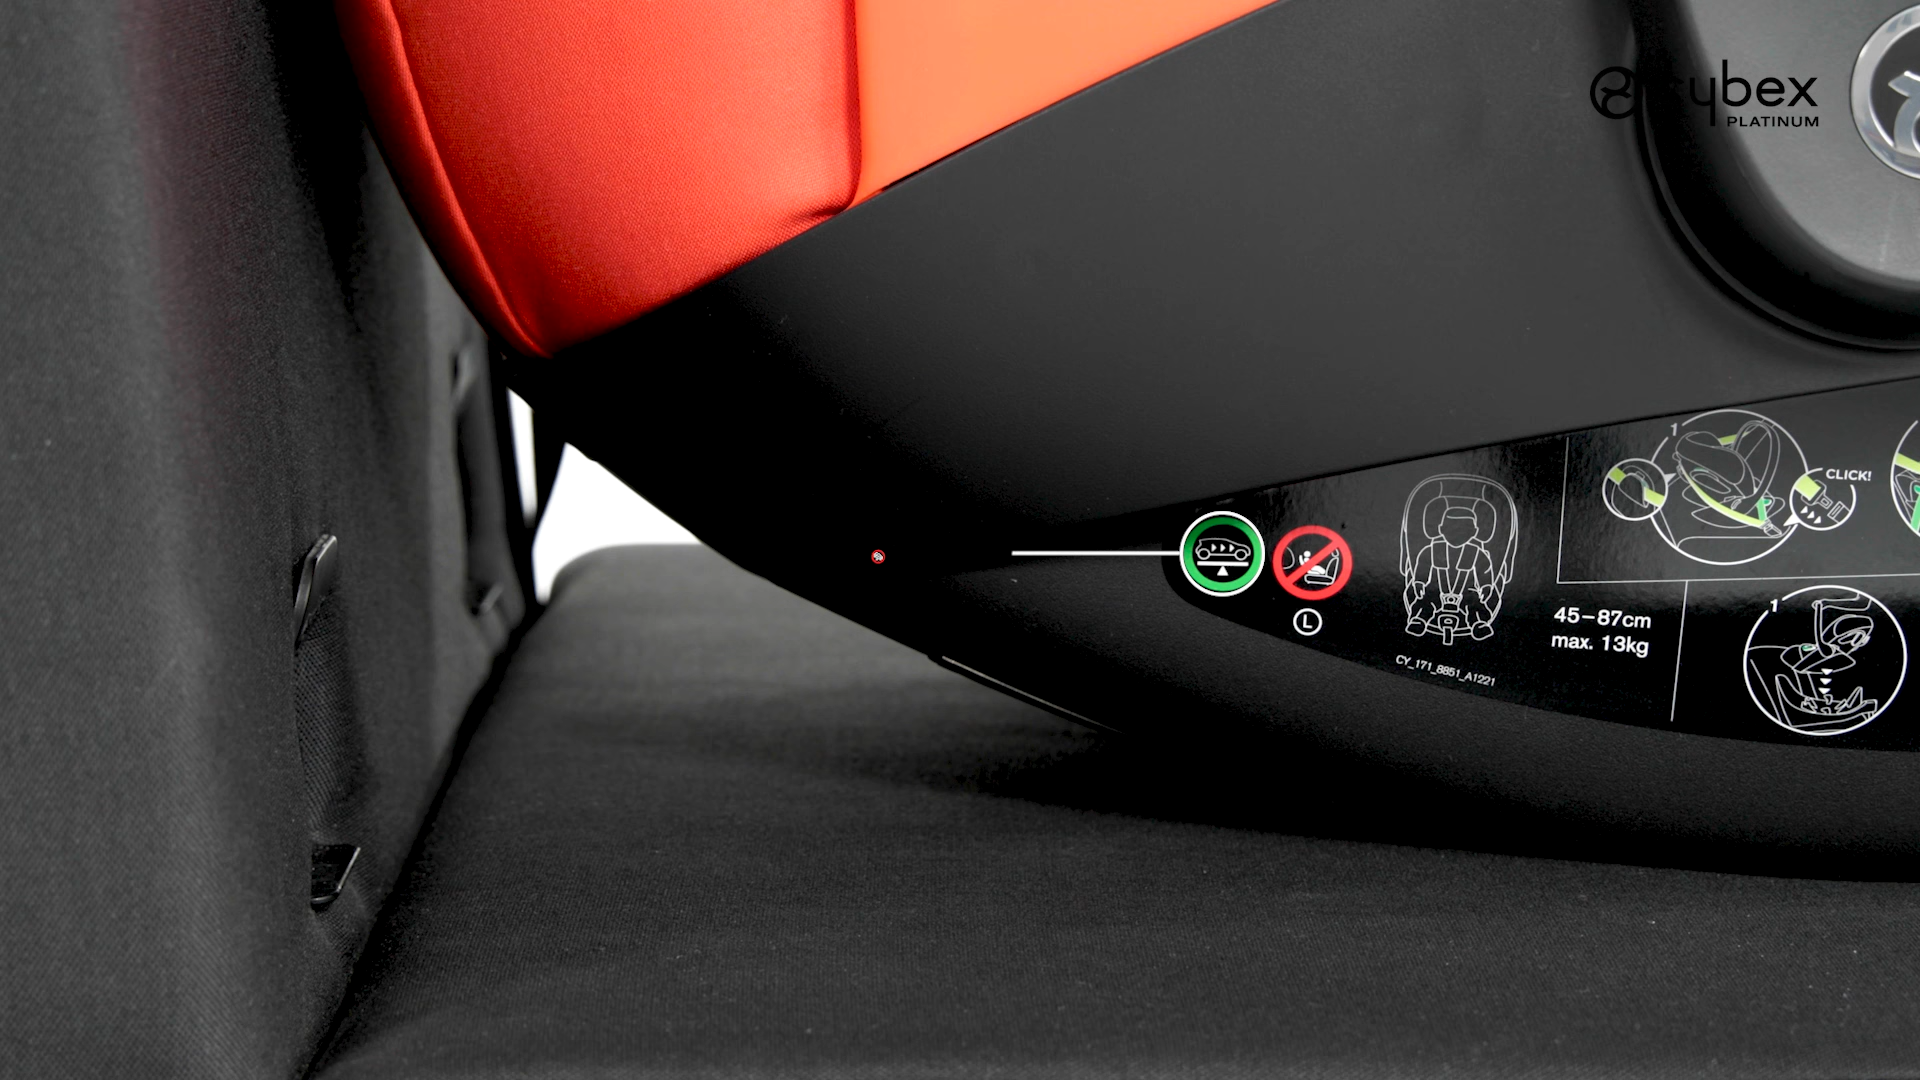 cybex
PLATINUM
1
CLICK!
L
45–87cm
max. 13kg
CY_171_8851_A1221
1